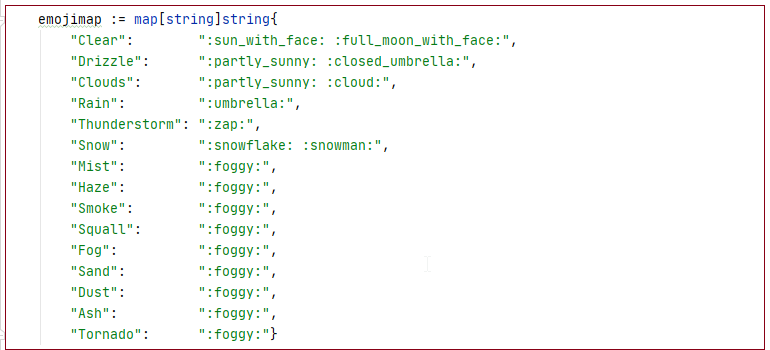 emojimap := map[string]string{
    "Clear":        ":sun_with_face: :full_moon_with_face:",
    "Drizzle":      ":partly_sunny: :closed_umbrella:",
    "Clouds":       ":partly_sunny: :cloud:",
    "Rain":         ":umbrella:",
    "Thunderstorm": ":zap:",
    "Snow":         ":snowflake: :snowman:",
    "Mist":         ":foggy:",
    "Haze":         ":foggy:",
    "Smoke":        ":foggy:",
    "Squall":       ":foggy:",
    "Fog":          ":foggy:",
    "Sand":         ":foggy:",
    "Dust":         ":foggy:",
    "Ash":          ":foggy:",
    "Tornado":      ":foggy:"}